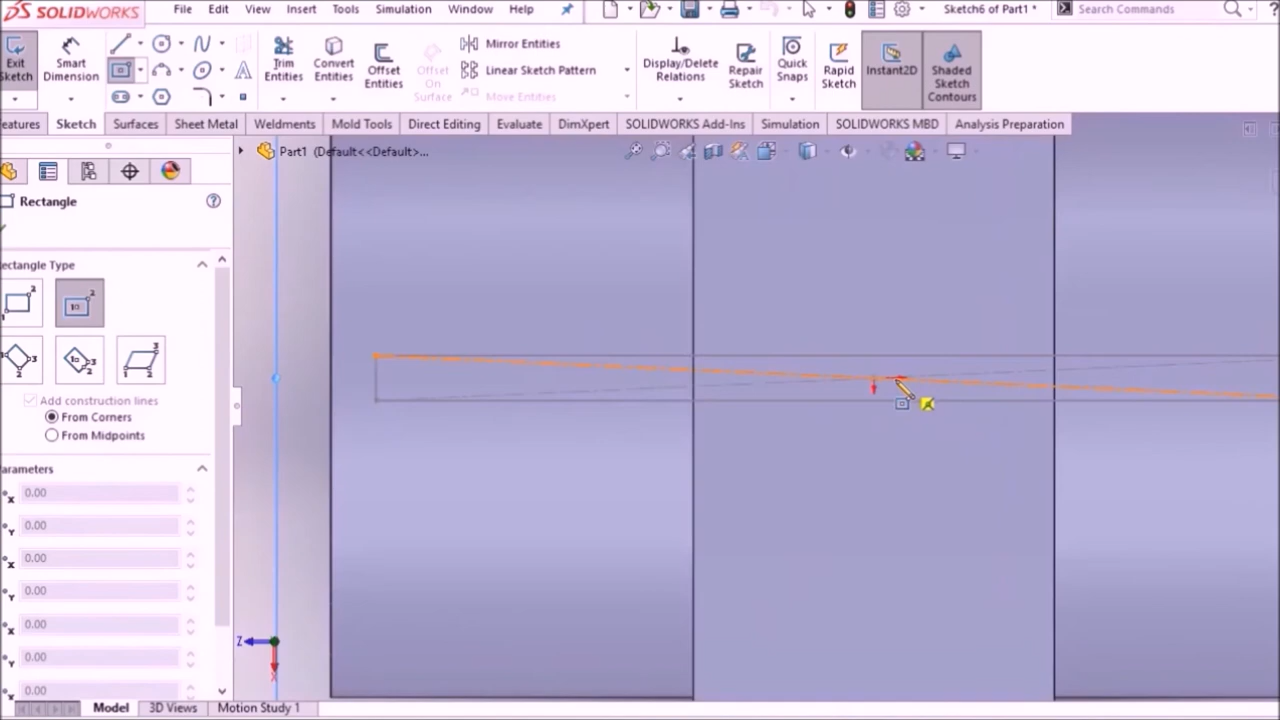 SOLIDWORKS File Edit View Insert Tools Simulation Window Help Sketch6 of Part1 * Search Commands ?
Exit Sketch
Smart Dimension
Trim Entities
Convert Entities
Offset Entities
Offset On Surface
Mirror Entities
Linear Sketch Pattern
Move Entities
Display/Delete Relations
Repair Sketch
Quick Snaps
Rapid Sketch
Instant2D
Shaded Sketch Contours
eatures Sketch Surfaces Sheet Metal Weldments Mold Tools Direct Editing Evaluate DimXpert SOLIDWORKS Add-Ins Simulation SOLIDWORKS MBD Analysis Preparation
Part1 (Default<<Default>...
Rectangle ?
ectangle Type
Add construction lines
From Corners
From Midpoints
arameters
x 0.00
Y 0.00
x 0.00
Y 0.00
x 0.00
Y 0.00
x 0.00
Z
X
Model 3D Views Motion Study 1